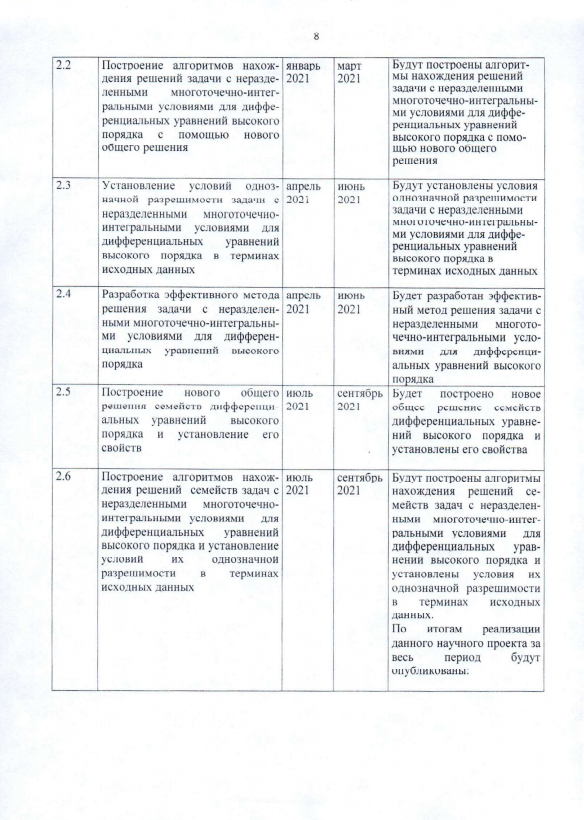 8
2.2
Построение алгоритмов нахож-
дения решений задачи с неразде-
ленными многоточечно-интег-
ральными условиями для диффе-
ренциальных уравнений высокого
порядка с помощью нового
общего решения
январь
2021
март
2021
Будут построены алгорит-
мы нахождения решений
задачи с неразделенными
многоточечно-интегральны-
ми условиями для диффе-
ренциальных уравнений
высокого порядка с помо-
щью нового общего
решения
2.3
Установление условий однoз-
начной разрешимости задачи с
неразделенными многоточечно-
интегральными условиями для
дифференциальных уравнений
высокого порядка в терминах
исходных данных
апрель
2021
июнь
2021
Будут установлены условия
однозначной разрешимости
задачи с неразделенными
многоточечно-интегральны-
ми условиями для диффе-
ренциальных уравнений
высокого порядка в
терминах исходных данных
2.4
Разработка эффективного метода
решения задачи с неразделен-
ными многоточечно-интегральны-
ми условиями для дифферен-
циальных уравнений высокого
порядка
апрель
2021
июнь
2021
Будет разработан эффектив-
ный метод решения задачи с
неразделенными многото-
чечно-интегральными усло-
виями для дифференци-
альных уравнений высокого
порядка
2.5
Построение нового общего
решения семейств дифференци-
альных уравнений высокого
порядка и установление его
свойств
июль
2021
сентябрь
2021
Будет построено новое
общее решение семейств
дифференциальных уравне-
ний высокого порядка и
установлены его свойства
2.6
Построение алгоритмов нахож-
дения решений семейств задач с
неразделенными многоточечно-
интегральными условиями для
дифференциальных уравнений
высокого порядка и установление
условий их однозначной
разрешимости в терминах
исходных данных
июль
2021
сентябрь
2021
Будут построены алгоритмы
нахождения решений се-
мейств задач с неразделен-
ными многоточечно-интег-
ральными условиями для
дифференциальных урав-
нений высокого порядка и
установлены условия их
однозначной разрешимости
в терминах исходных
данных.
По итогам реализации
данного научного проекта за
весь период будут
опубликованы: